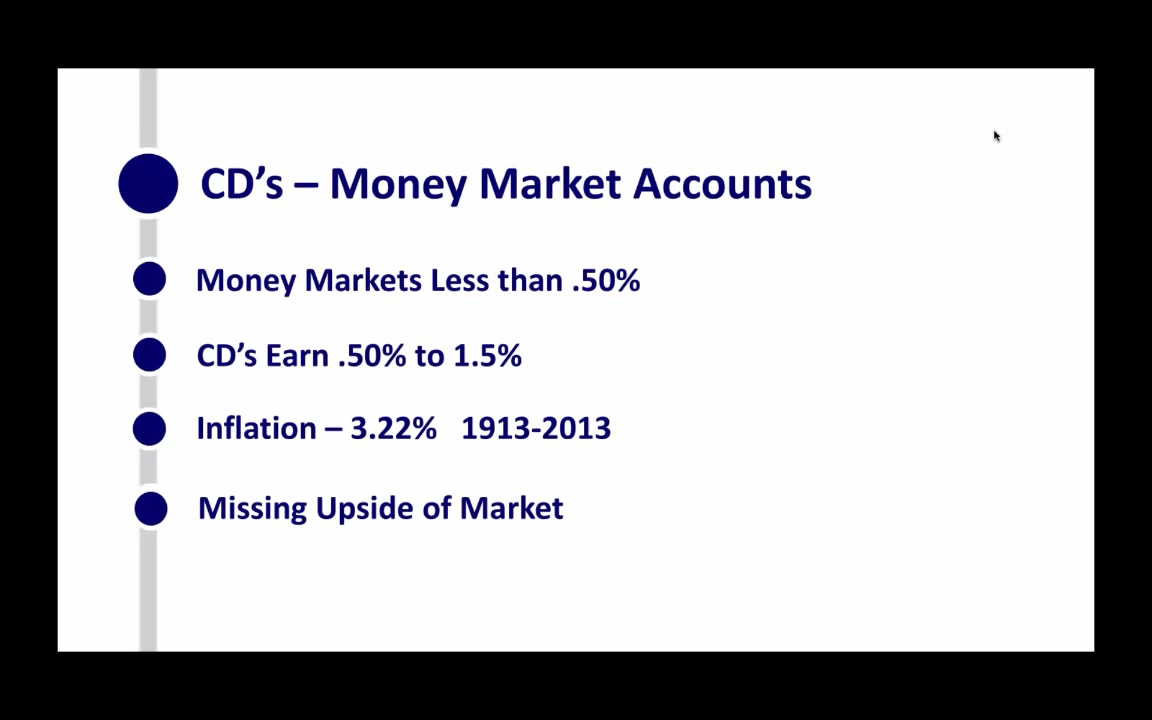 CD’s – Money Market Accounts
Money Markets Less than .50%
CD’s Earn .50% to 1.5%
Inflation – 3.22% 1913-2013
Missing Upside of Market